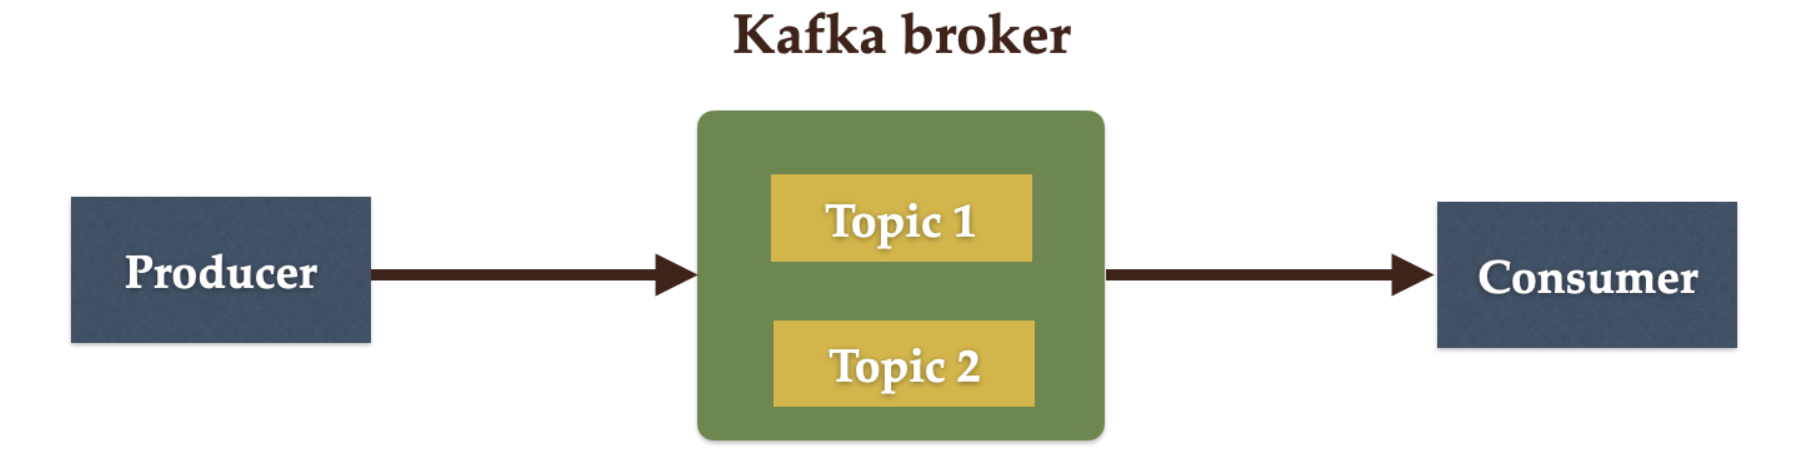 Kafka broker
Producer
Topic 1
Topic 2
Consumer